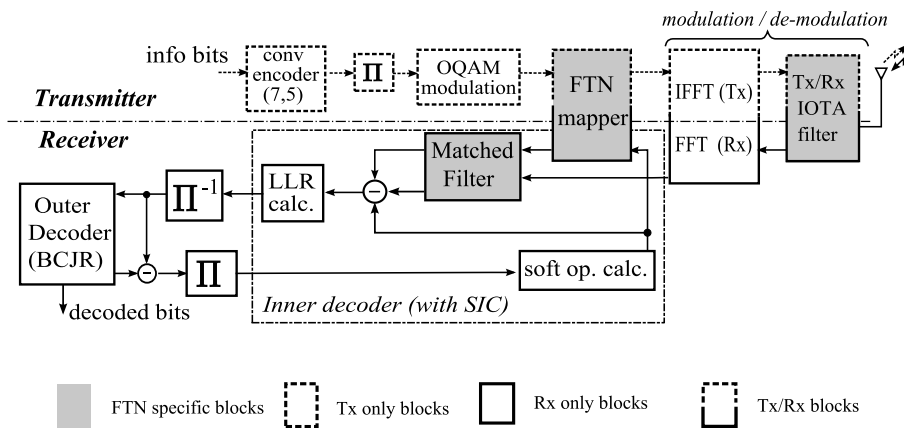 modulation / de-modulation
info bits
conv
encoder
(7,5)
Π
OQAM
modulation
FTN
mapper
IFFT (Tx)
Tx/Rx
IOTA
filter
Transmitter
Receiver
FFT (Rx)
Matched
Filter
Outer
Decoder
(BCJR)
Π-1
LLR
calc.
−
−
Π
soft op. calc.
decoded bits
Inner decoder (with SIC)
FTN specific blocks
Tx only blocks
Rx only blocks
Tx/Rx blocks